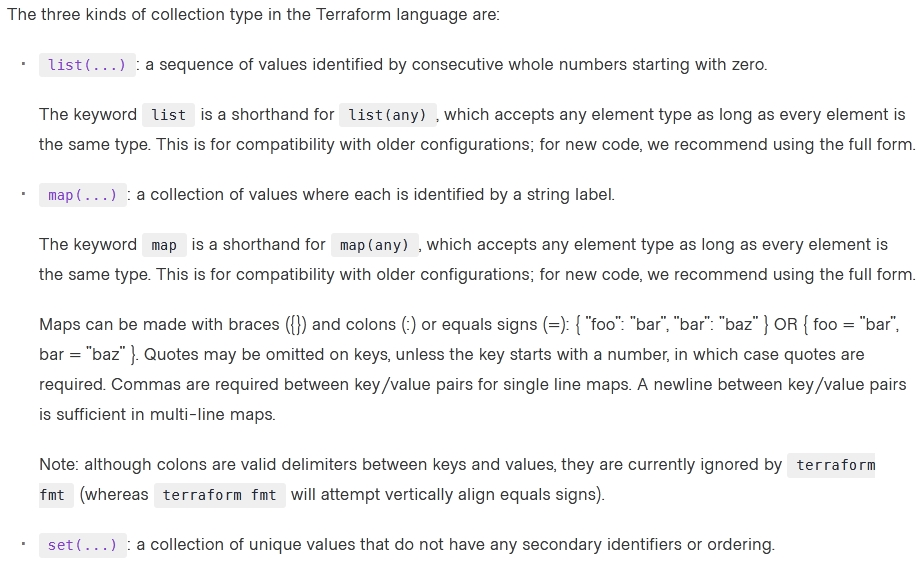 The three kinds of collection type in the Terraform language are:
· list(...) : a sequence of values identified by consecutive whole numbers starting with zero.
The keyword list is a shorthand for list(any) , which accepts any element type as long as every element is
the same type. This is for compatibility with older configurations; for new code, we recommend using the full form.
· map(...) : a collection of values where each is identified by a string label.
The keyword map is a shorthand for map(any) , which accepts any element type as long as every element is
the same type. This is for compatibility with older configurations; for new code, we recommend using the full form.
Maps can be made with braces ({}) and colons (:) or equals signs (=): { "foo": "bar", "bar": "baz" } OR { foo = "bar",
bar = "baz" }. Quotes may be omitted on keys, unless the key starts with a number, in which case quotes are
required. Commas are required between key/value pairs for single line maps. A newline between key/value pairs
is sufficient in multi-line maps.
Note: although colons are valid delimiters between keys and values, they are currently ignored by terraform
fmt (whereas terraform fmt will attempt vertically align equals signs).
· set(...) : a collection of unique values that do not have any secondary identifiers or ordering.